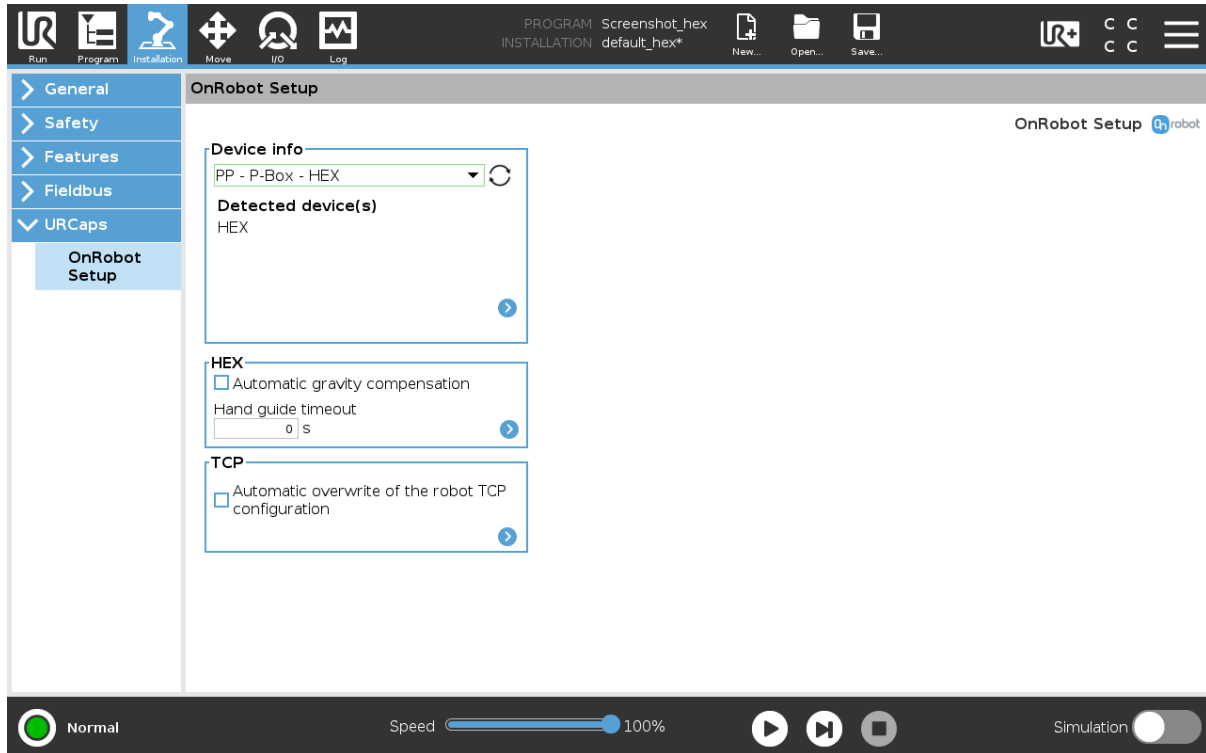 PROGRAM Screenshot_hex
INSTALLATION default_hex*
Run
Program
Installation
Move
I/O
Log
New...
Open...
Save...
UR+
C C
C C
General
Safety
Features
Fieldbus
URCaps
OnRobot
Setup
OnRobot Setup
OnRobot Setup OnRobot
Device info
PP - P-Box - HEX
Detected device(s)
HEX
HEX
Automatic gravity compensation
Hand guide timeout
0 S
TCP
Automatic overwrite of the robot TCP
configuration
Normal
Speed 100%
Simulation